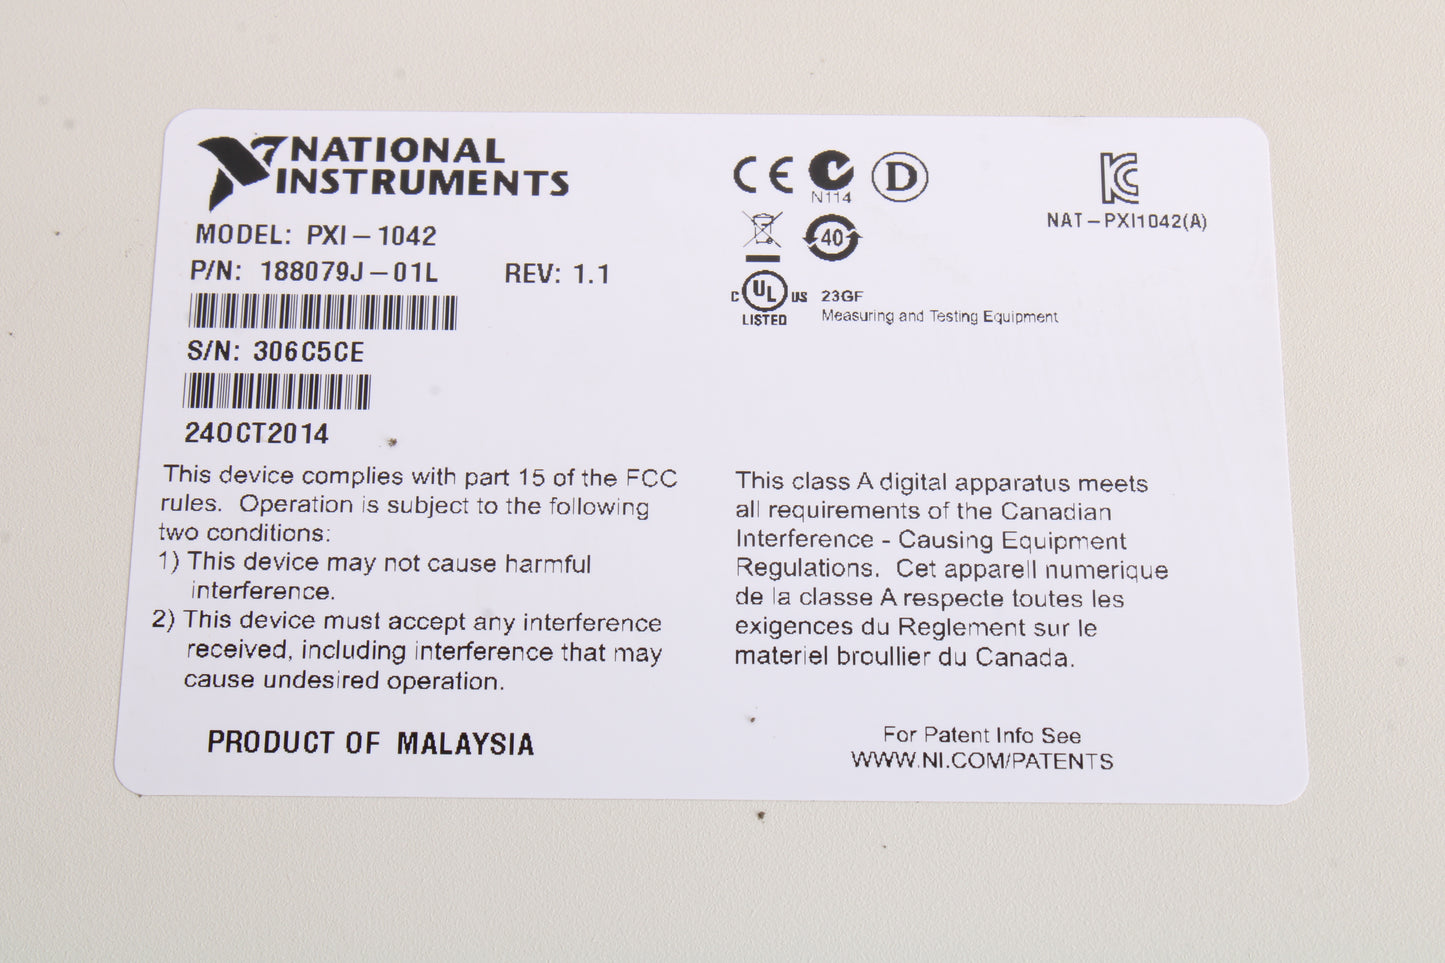 NATIONAL
INSTRUMENTS
MODEL: PXI-1042
P/N: 188079J-01L REV: 1.1
S/N: 306C5CE
24OCT2014
CE N114 D
40
C UL US LISTED
23GF
Measuring and Testing Equipment
KC
NAT-PXI1042(A)
This device complies with part 15 of the FCC
rules. Operation is subject to the following
two conditions:
1) This device may not cause harmful
interference.
2) This device must accept any interference
received, including interference that may
cause undesired operation.
This class A digital apparatus meets
all requirements of the Canadian
Interference - Causing Equipment
Regulations. Cet apparell numerique
de la classe A respecte toutes les
exigences du Reglement sur le
materiel broullier du Canada.
PRODUCT OF MALAYSIA
For Patent Info See
WWW.NI.COM/PATENTS